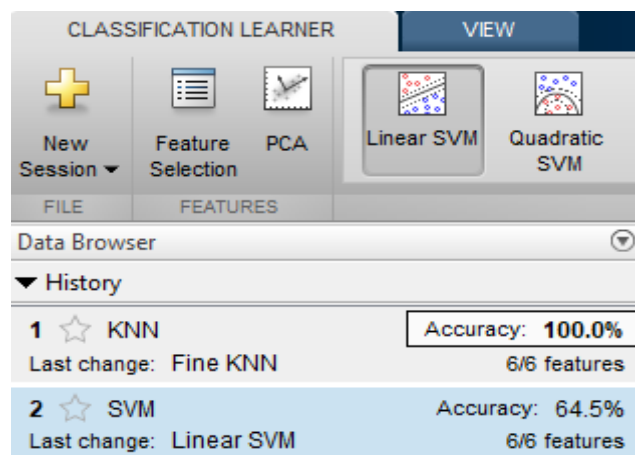 CLASSIFICATION LEARNER VIEW
New Session
Feature Selection
PCA
Linear SVM
Quadratic SVM
FILE FEATURES
Data Browser
History
1 KNN Accuracy: 100.0%
Last change: Fine KNN 6/6 features
2 SVM Accuracy: 64.5%
Last change: Linear SVM 6/6 features